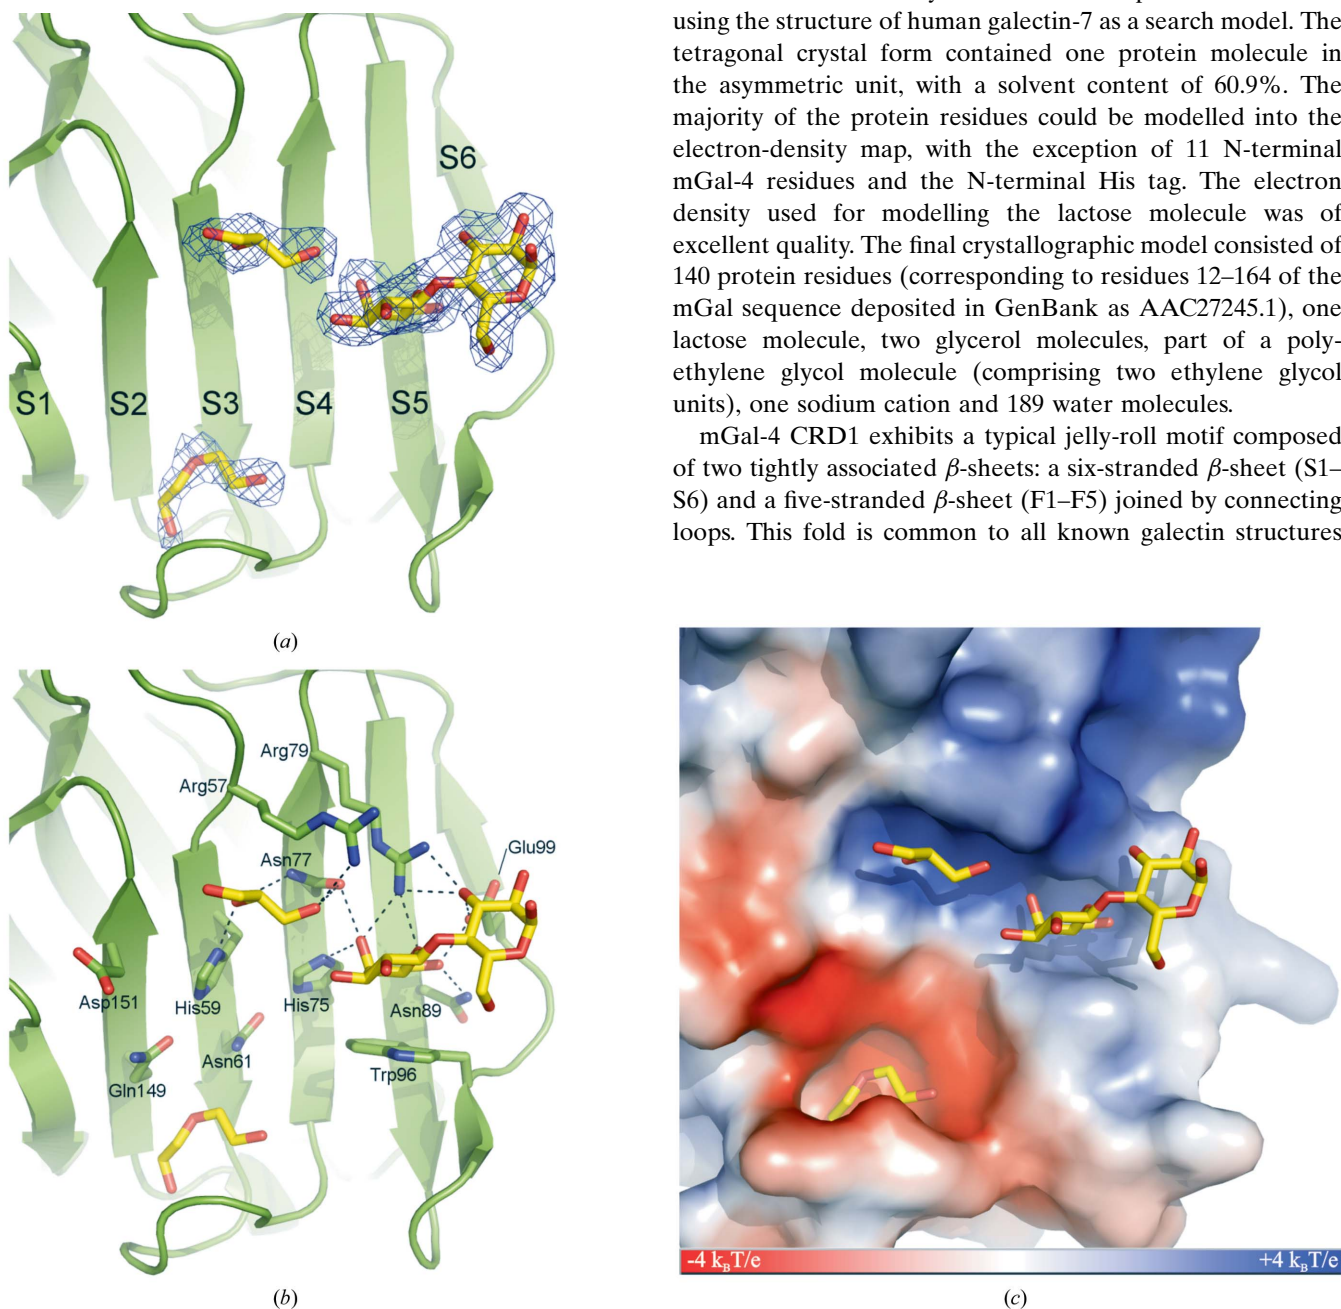 S6
S1
S2
S3
S4
S5
(a)
Arg79
Arg57
Asn77
Glu99
Asp151
His59
His75
Asn89
Asn61
Gln149
Trp96
(b)
using the structure of human galectin-7 as a search model. The
tetragonal crystal form contained one protein molecule in
the asymmetric unit, with a solvent content of 60.9%. The
majority of the protein residues could be modelled into the
electron-density map, with the exception of 11 N-terminal
mGal-4 residues and the N-terminal His tag. The electron
density used for modelling the lactose molecule was of
excellent quality. The final crystallographic model consisted of
140 protein residues (corresponding to residues 12–164 of the
mGal sequence deposited in GenBank as AAC27245.1), one
lactose molecule, two glycerol molecules, part of a poly-
ethylene glycol molecule (comprising two ethylene glycol
units), one sodium cation and 189 water molecules.
mGal-4 CRD1 exhibits a typical jelly-roll motif composed
of two tightly associated β-sheets: a six-stranded β-sheet (S1–
S6) and a five-stranded β-sheet (F1–F5) joined by connecting
loops. This fold is common to all known galectin structures
-4 kBT/e
+4 kBT/e
(c)